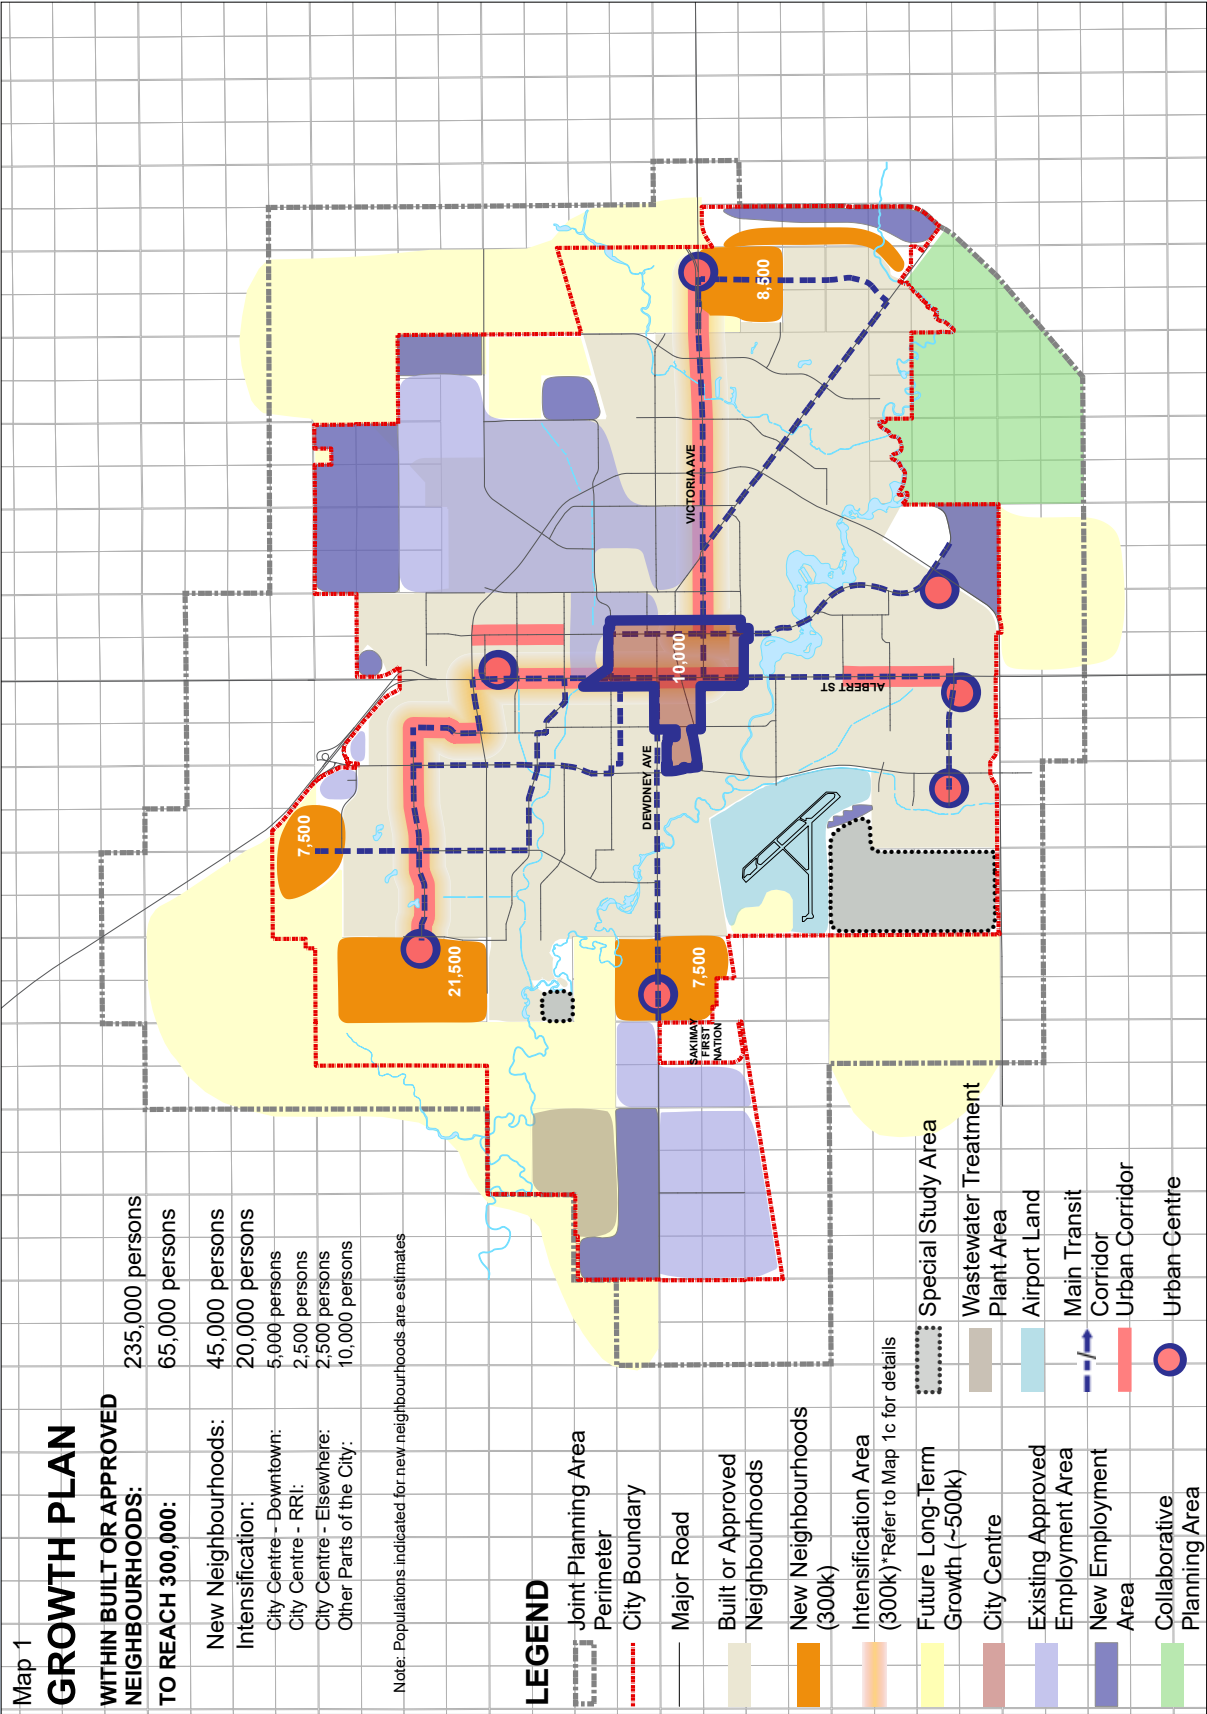 Map 1
GROWTH PLAN
WITHIN BUILT OR APPROVED
NEIGHBOURHOODS: 235,000 persons
TO REACH 300,000: 65,000 persons
New Neighbourhoods: 45,000 persons
Intensification: 20,000 persons
City Centre - Downtown: 5,000 persons
City Centre - RRI: 2,500 persons
City Centre - Elsewhere: 2,500 persons
Other Parts of the City: 10,000 persons
Note: Populations indicated for new neighbourhoods are estimates
LEGEND
Joint Planning Area
Perimeter
City Boundary
Major Road
Built or Approved
Neighbourhoods
New Neighbourhoods
(300k)
Intensification Area
(300k)*Refer to Map 1c for details
Future Long-Term
Growth (~500k)
City Centre
Existing Approved
Employment Area
New Employment
Area
Collaborative
Planning Area
Special Study Area
Wastewater Treatment
Plant Area
Airport Land
Main Transit
Corridor
Urban Corridor
Urban Centre
/
7,500
21,500
7,500
SAKIMAY
FIRST
NATION
DEWDNEY AVE
10,000
ALBERT ST
VICTORIA AVE
8,500